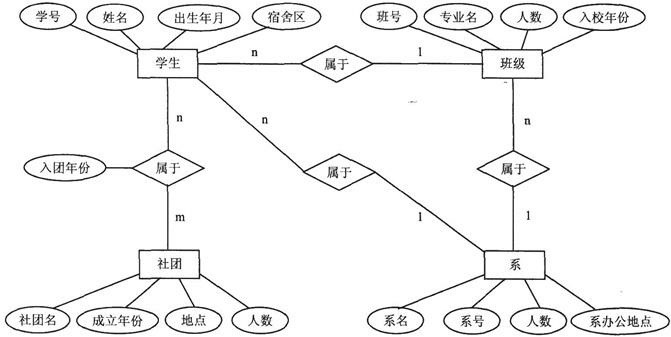 学号 姓名 出生年月 宿舍区 班号 专业名 人数 入校年份
学生 n 属于 1 班级
n n n
入团年份 属于 属于 属于
m 1 1
社团 系
社团名 成立年份 地点 人数 系名 系号 人数 系办公地点